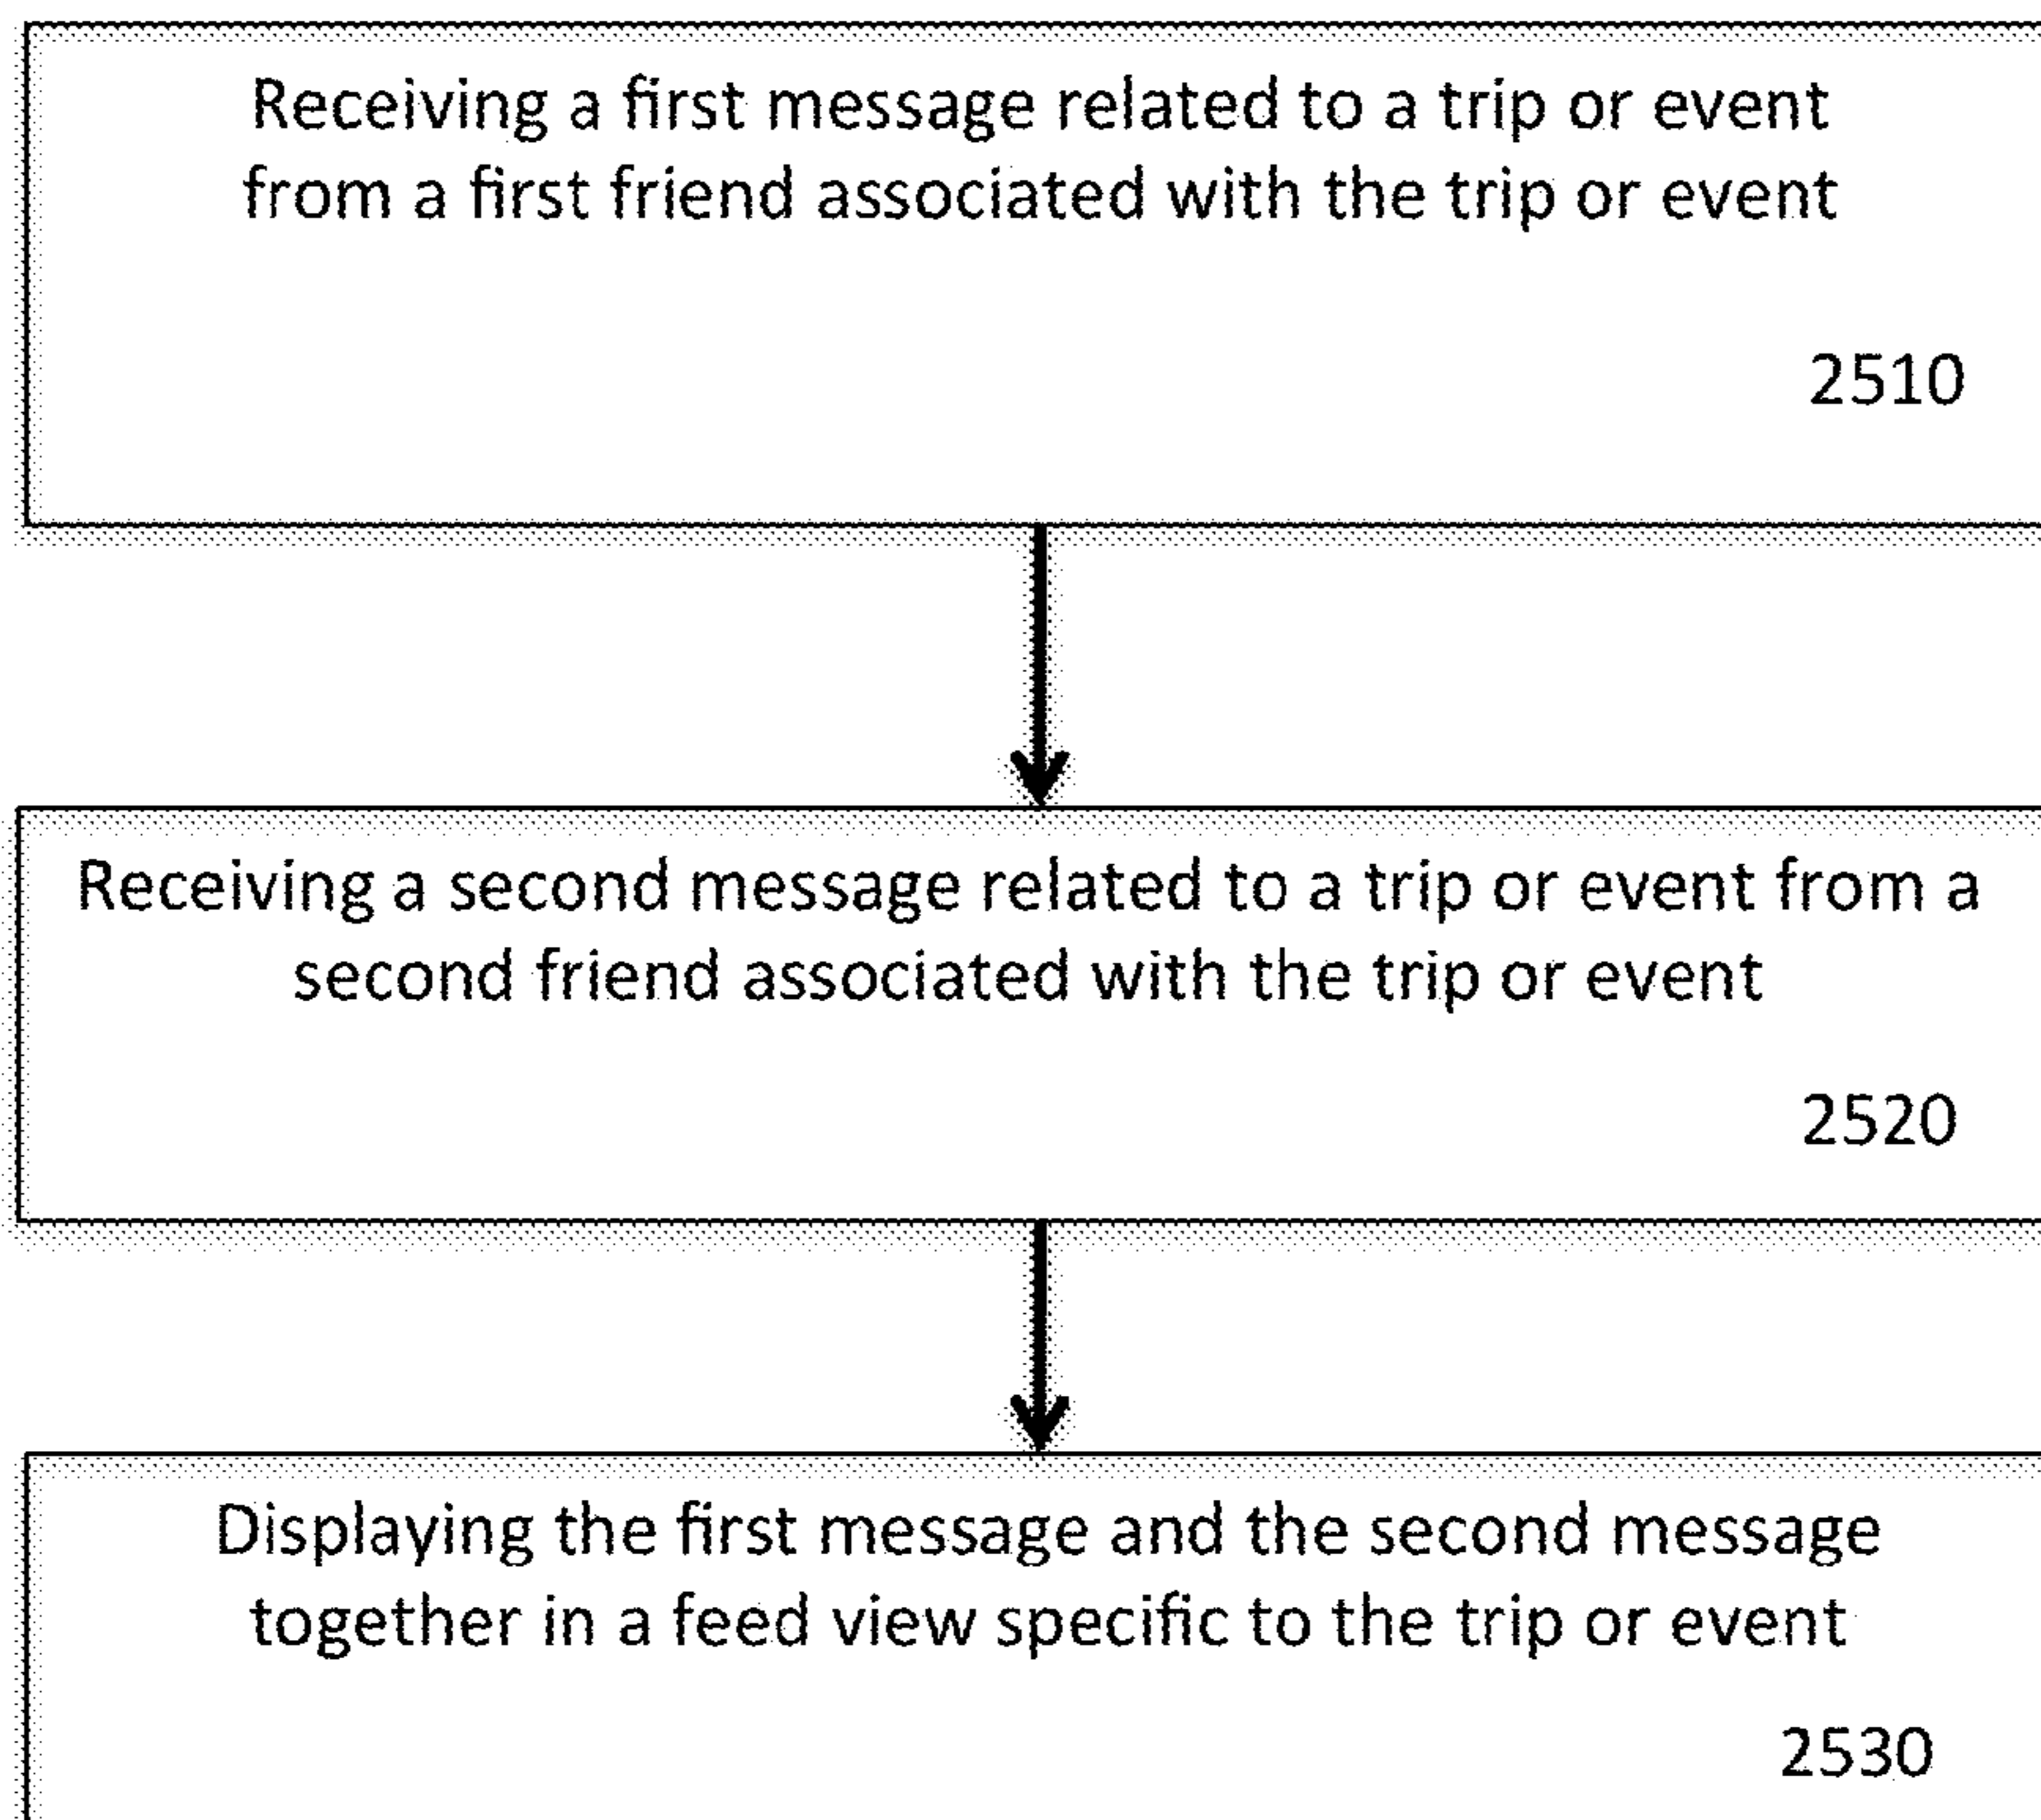 Receiving a first message related to a trip or event
from a first friend associated with the trip or event
2510
Receiving a second message related to a trip or event from a
second friend associated with the trip or event
2520
Displaying the first message and the second message
together in a feed view specific to the trip or event
2530